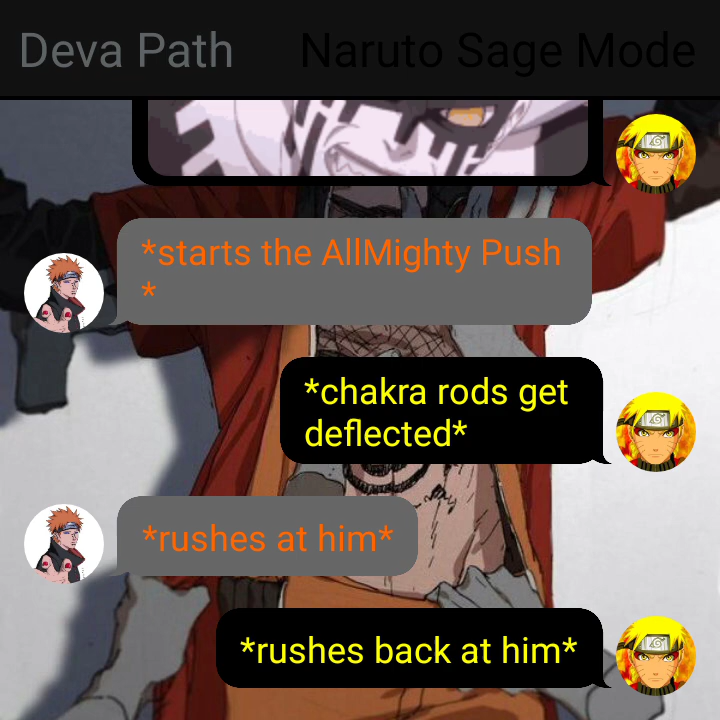 Deva Path Naruto Sage Mode
*starts the AllMighty Push
*
*chakra rods get
deflected*
*rushes at him*
*rushes back at him*